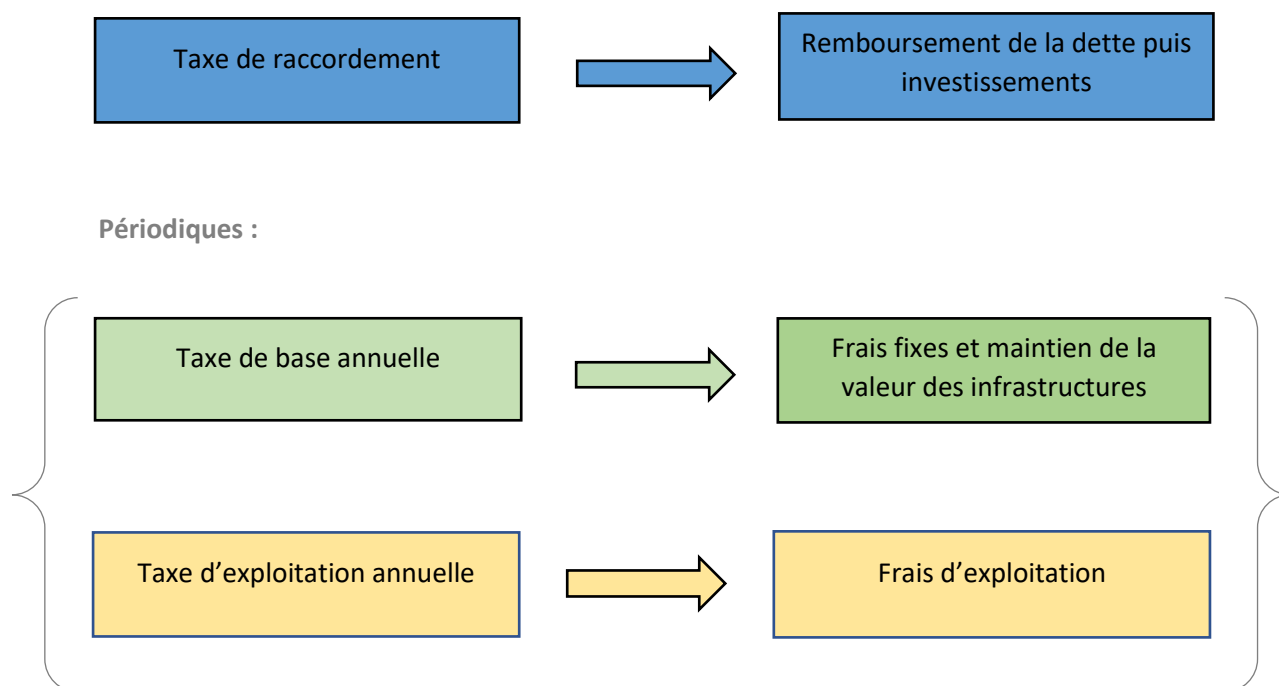 Taxe de raccordement
Remboursement de la dette puis
investissements
Périodiques :
Taxe de base annuelle
Frais fixes et maintien de la
valeur des infrastructures
Taxe d’exploitation annuelle
Frais d’exploitation